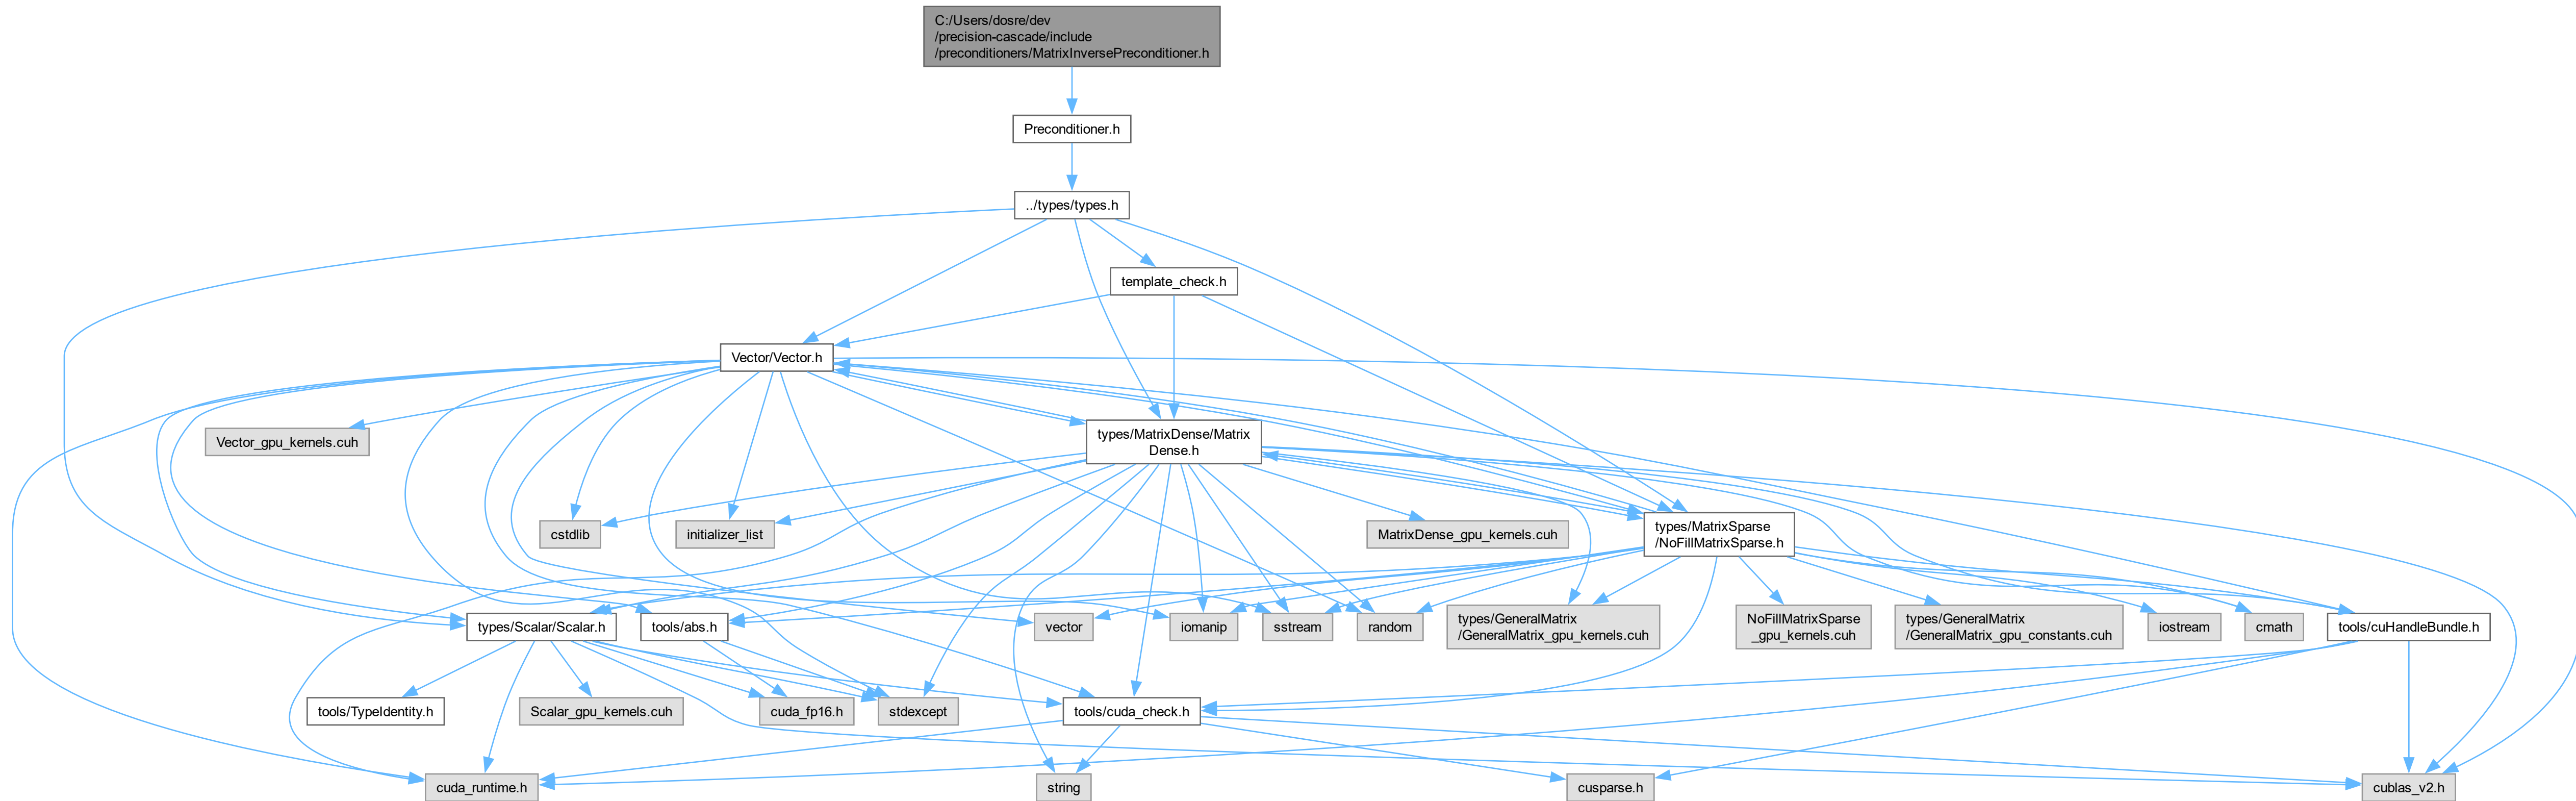 C:/Users/dosre/dev
/precision-cascade/include
/preconditioners/MatrixInversePreconditioner.h
Preconditioner.h
../types/types.h
template_check.h
Vector/Vector.h
Vector_gpu_kernels.cuh
types/MatrixDense/Matrix
Dense.h
cstdlib
initializer_list
MatrixDense_gpu_kernels.cuh
types/MatrixSparse
/NoFillMatrixSparse.h
types/Scalar/Scalar.h
tools/abs.h
vector
iomanip
sstream
random
types/GeneralMatrix
/GeneralMatrix_gpu_kernels.cuh
NoFillMatrixSparse
_gpu_kernels.cuh
types/GeneralMatrix
/GeneralMatrix_gpu_constants.cuh
iostream
cmath
tools/cuHandleBundle.h
tools/TypeIdentity.h
Scalar_gpu_kernels.cuh
cuda_fp16.h
stdexcept
tools/cuda_check.h
cuda_runtime.h
string
cusparse.h
cublas_v2.h